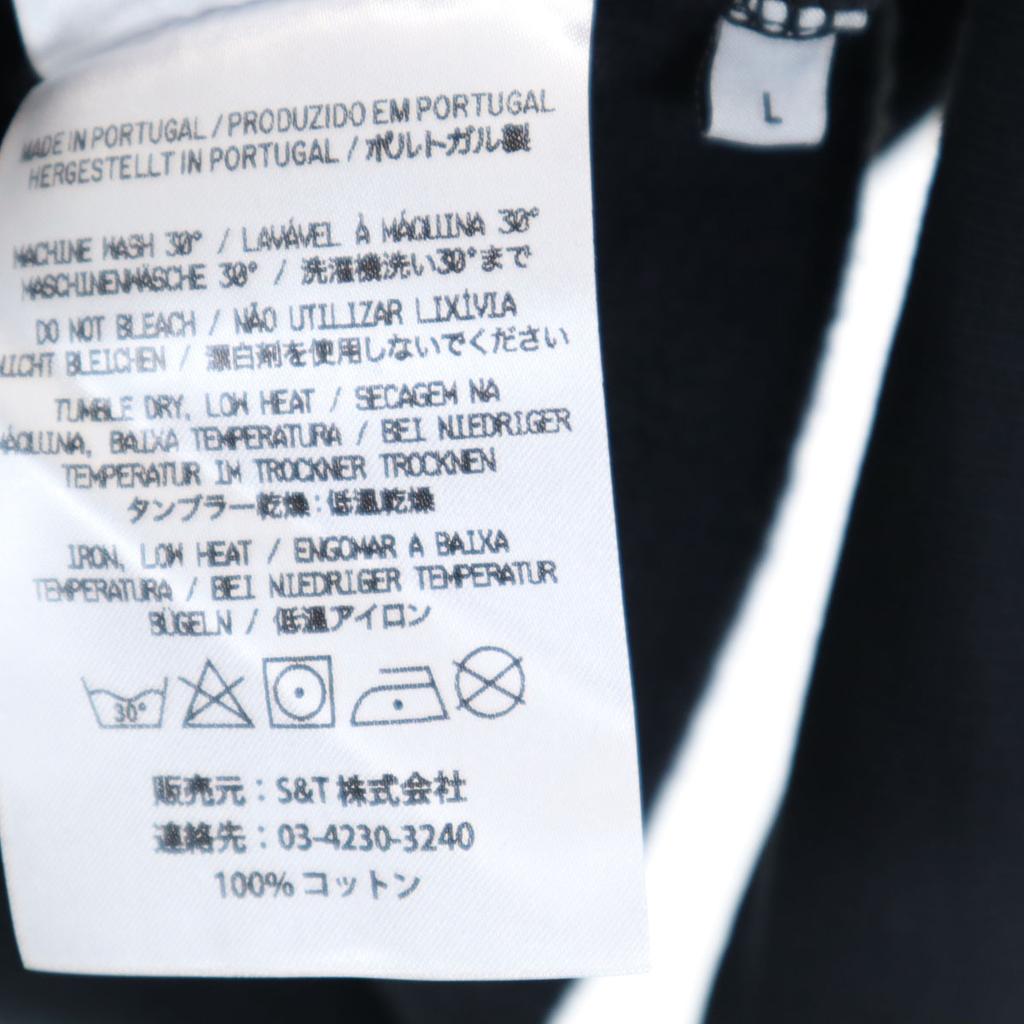 MADE IN PORTUGAL / PRODUZIDO EM PORTUGAL
HERGESTELLT IN PORTUGAL / ポルトガル製
MACHINE WASH 30° / LAVÁVEL À MÁQUINA 30°
MASCHINENWÄSCHE 30° / 洗濯機洗い30°まで
DO NOT BLEACH / NÃO UTILIZAR LIXÍVIA
NICHT BLEICHEN / 漂白剤を使用しないでください
TUMBLE DRY, LOW HEAT / SECAGEM NA
MÁQUINA, BAIXA TEMPERATURA / BEI NIEDRIGER
TEMPERATUR IM TROCKNER TROCKNEN
タンブラー乾燥:低温乾燥
IRON, LOW HEAT / ENGOMAR A BAIXA
TEMPERATURA / BEI NIEDRIGER TEMPERATUR
BÜGELN / 低温アイロン
30°
販売元:S&T 株式会社
連絡先:03-4230-3240
100% コットン
L